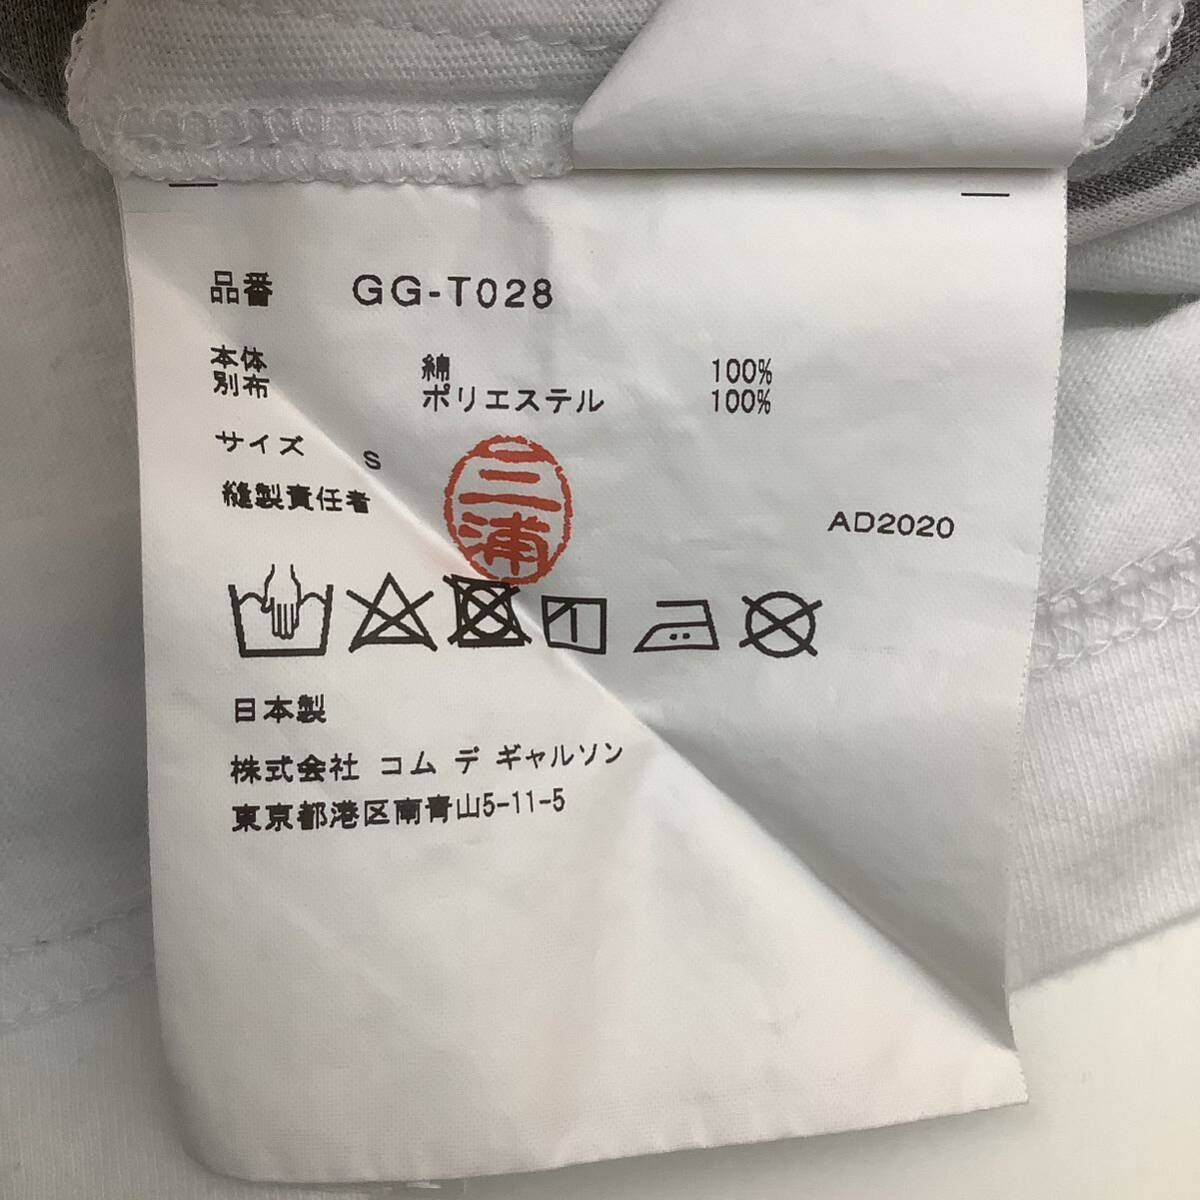 品番 GG-T028
本体 綿 100%
別布 ポリエステル 100%
サイズ S
縫製責任者 三浦 AD2020
日本製
株式会社 コム デ ギャルソン
東京都港区南青山5-11-5